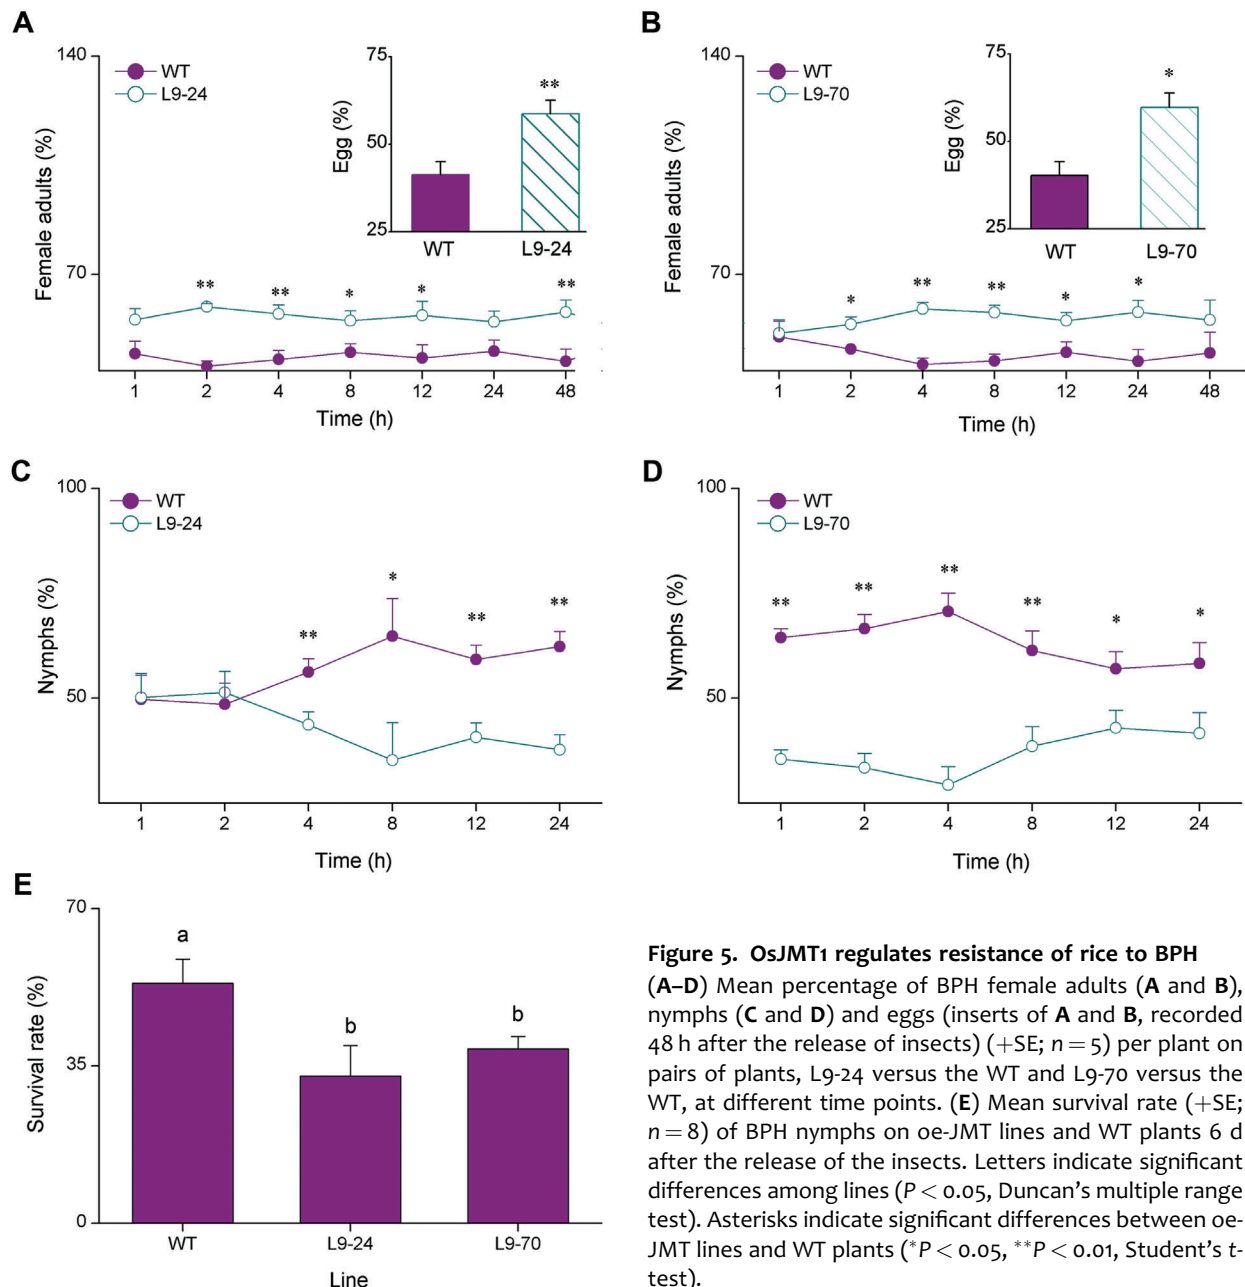 A
140
WT
L9-24
Female adults (%)
70
** ** * * **
75
50
25
Egg (%)
**
WT L9-24
1 2 4 8 12 24 48
Time (h)
B
140
WT
L9-70
Female adults (%)
70
* ** ** * *
75
50
25
Egg (%)
*
WT L9-70
1 2 4 8 12 24 48
Time (h)
C
100
WT
L9-24
Nymphs (%)
50
** * ** **
1 2 4 8 12 24
Time (h)
D
100
WT
L9-70
Nymphs (%)
50
** ** ** ** * *
1 2 4 8 12 24
Time (h)
E
70
35
0
Survival rate (%)
a b b
WT L9-24 L9-70
Line
Figure 5. OsJMT1 regulates resistance of rice to BPH
(A–D) Mean percentage of BPH female adults (A and B),
nymphs (C and D) and eggs (inserts of A and B, recorded
48 h after the release of insects) (+SE; n = 5) per plant on
pairs of plants, L9-24 versus the WT and L9-70 versus the
WT, at different time points. (E) Mean survival rate (+SE;
n = 8) of BPH nymphs on oe-JMT lines and WT plants 6 d
after the release of the insects. Letters indicate significant
differences among lines (P < 0.05, Duncan's multiple range
test). Asterisks indicate significant differences between oe-
JMT lines and WT plants (*P < 0.05, **P < 0.01, Student's t-
test).